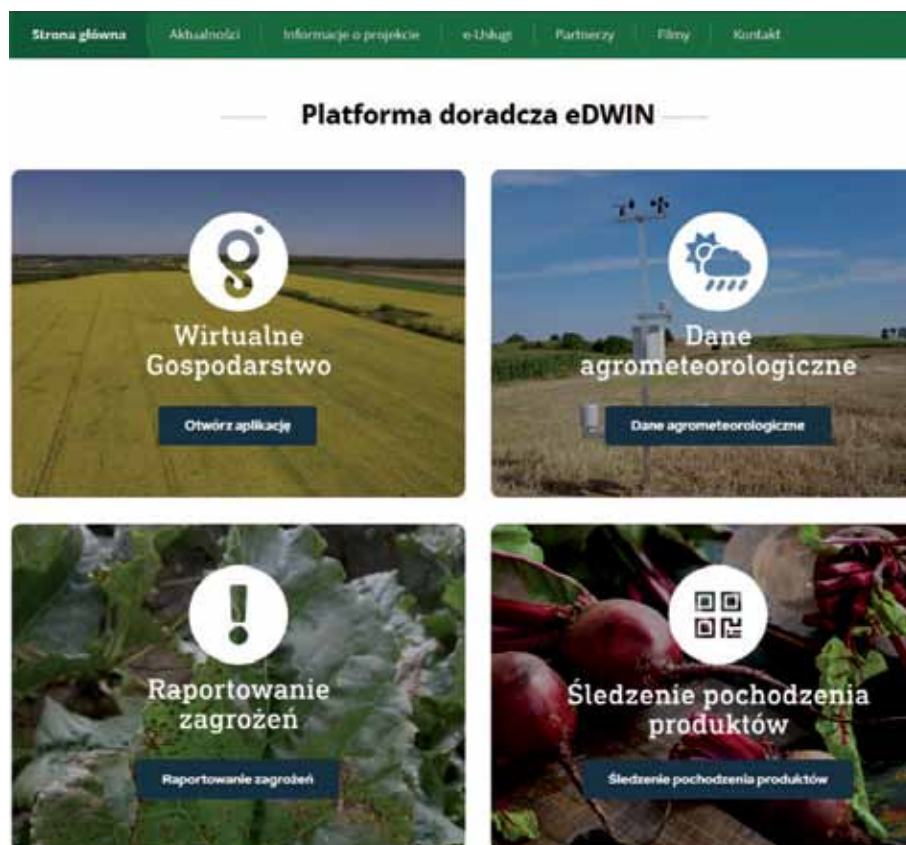 Strona główna Aktualności Informacje o projekcie e-Usługi Partnerzy Filmy Kontakt
Platforma doradcza eDWIN
Wirtualne
Gospodarstwo
Otwórz aplikację
Dane
agrometeorologiczne
Dane agrometeorologiczne
Raportowanie
zagrożeń
Raportowanie zagrożeń
Śledzenie pochodzenia
produktów
Śledzenie pochodzenia produktów